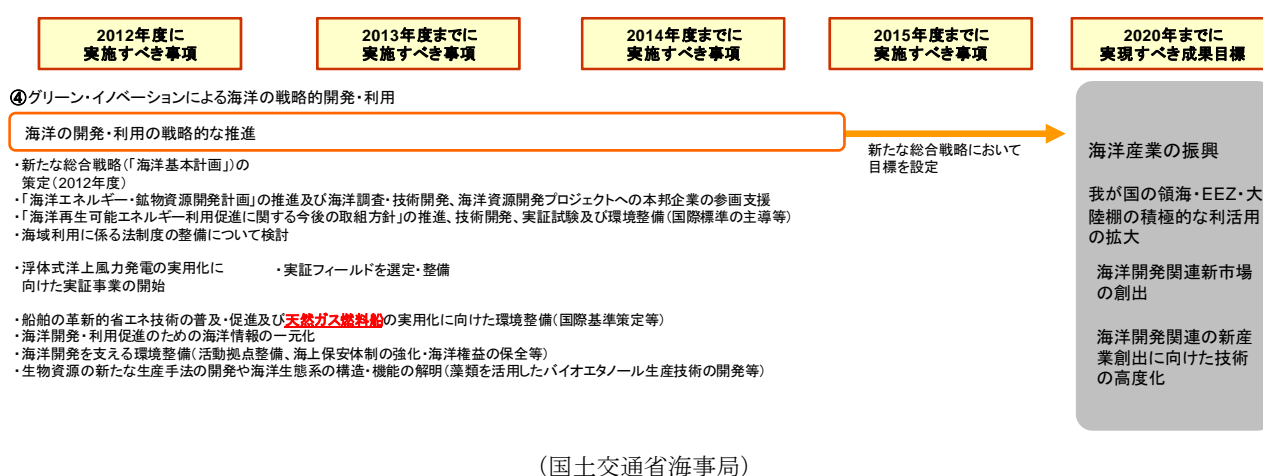 2012年度に
実施すべき事項
2013年度までに
実施すべき事項
2014年度までに
実施すべき事項
2015年度までに
実施すべき事項
2020年までに
実現すべき成果目標
④グリーン・イノベーションによる海洋の戦略的開発・利用
海洋の開発・利用の戦略的な推進
新たな総合戦略において
目標を設定
・新たな総合戦略(「海洋基本計画」)の
策定(2012年度)
・「海洋エネルギー・鉱物資源開発計画」の推進及び海洋調査・技術開発、海洋資源開発プロジェクトへの本邦企業の参画支援
・「海洋再生可能エネルギー利用促進に関する今後の取組方針」の推進、技術開発、実証試験及び環境整備(国際標準の主導等)
・海域利用に係る法制度の整備について検討
・浮体式洋上風力発電の実用化に
向けた実証事業の開始
・実証フィールドを選定・整備
・船舶の革新的省エネ技術の普及・促進及び天然ガス燃料船の実用化に向けた環境整備(国際基準策定等)
・海洋開発・利用促進のための海洋情報の一元化
・海洋開発を支える環境整備(活動拠点整備、海上保安体制の強化・海洋権益の保全等)
・生物資源の新たな生産手法の開発や海洋生態系の構造・機能の解明(藻類を活用したバイオエタノール生産技術の開発等)
海洋産業の振興
我が国の領海・EEZ・大
陸棚の積極的な利活用
の拡大
海洋開発関連新市場
の創出
海洋開発関連の新産
業創出に向けた技術
の高度化
(国土交通省海事局)